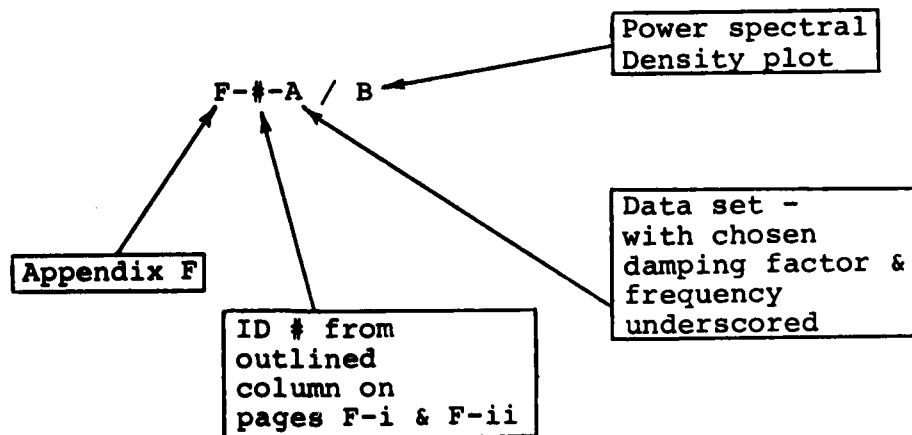 Power spectral
Density plot
F-#-A / B
Data set -
with chosen
damping factor &
frequency
underscored
Appendix F
ID # from
outlined
column on
pages F-i & F-ii